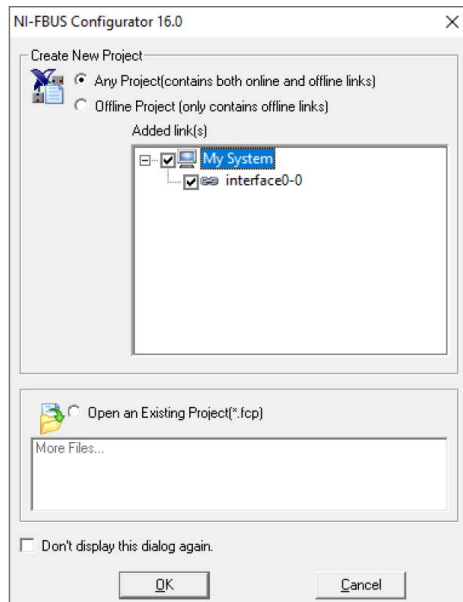 NI-FBUS Configurator 16.0
Create New Project
Any Project(contains both online and offline links)
Offline Project (only contains offline links)
Added link(s)
My System
interface0-0
Open an Existing Project(*.fcp)
More Files...
Don't display this dialog again.
OK
Cancel